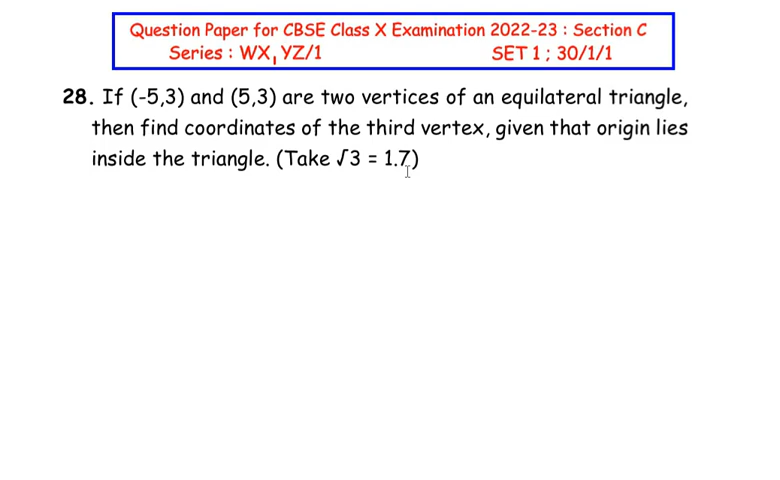 Question Paper for CBSE Class X Examination 2022-23 : Section C
Series : WX1YZ/1 SET 1 ; 30/1/1
28. If (-5,3) and (5,3) are two vertices of an equilateral triangle,
then find coordinates of the third vertex, given that origin lies
inside the triangle. (Take √3 = 1.7)